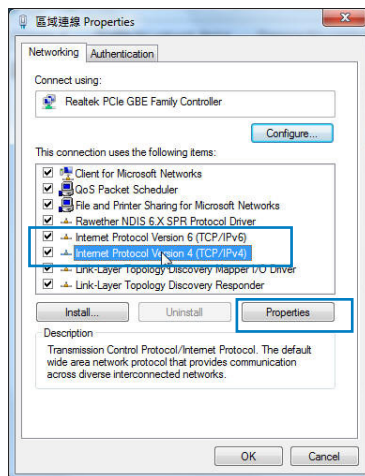 區域連線 Properties
Networking
Authentication
Connect using:
Realtek PCIe GBE Family Controller
Configure...
This connection uses the following items:
Client for Microsoft Networks
QoS Packet Scheduler
File and Printer Sharing for Microsoft Networks
Rawether NDIS 6.X SPR Protocol Driver
Internet Protocol Version 6 (TCP/IPv6)
Internet Protocol Version 4 (TCP/IPv4)
Link-Layer Topology Discovery Mapper I/O Driver
Link-Layer Topology Discovery Responder
Install...
Uninstall
Properties
Description
Transmission Control Protocol/Internet Protocol. The default
wide area network protocol that provides communication
across diverse interconnected networks.
OK
Cancel